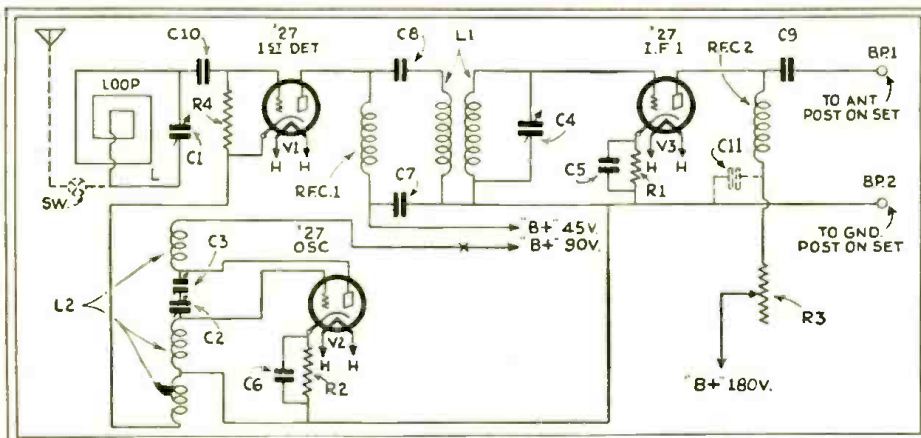 C10
'27
1ST DET
C8
L1
'27
I.F 1
R.F.C. 2
C9
BP.1
TO ANT
POST ON SET
LOOP
R4
C1
L
V1
H H
SW.
R.F.C. 1
C7
C4
C5
V3
H H
R1
C11
BP.2
TO GND.
POST ON SET
"B+" 45V.
"B+" 90V.
'27
OSC
C3
L2
C2
V2
H H
C6
R2
R3
"B+" 180V.